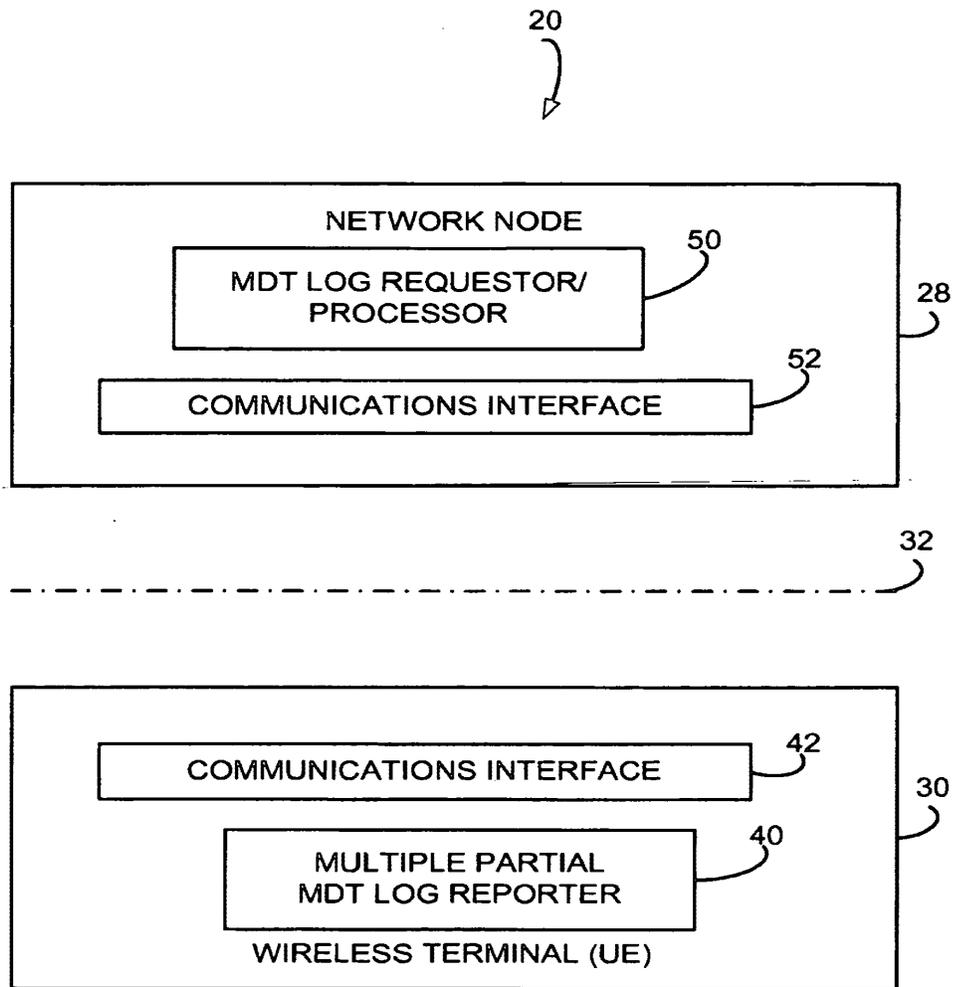 20
NETWORK NODE
50
MDT LOG REQUESTOR/
PROCESSOR
28
52
COMMUNICATIONS INTERFACE
32
42
COMMUNICATIONS INTERFACE
30
40
MULTIPLE PARTIAL
MDT LOG REPORTER
WIRELESS TERMINAL (UE)